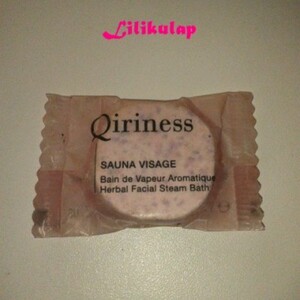 Lilikulap
Qiriness
SAUNA VISAGE
Bain de Vapeur Aromatique
Herbal Facial Steam Bath